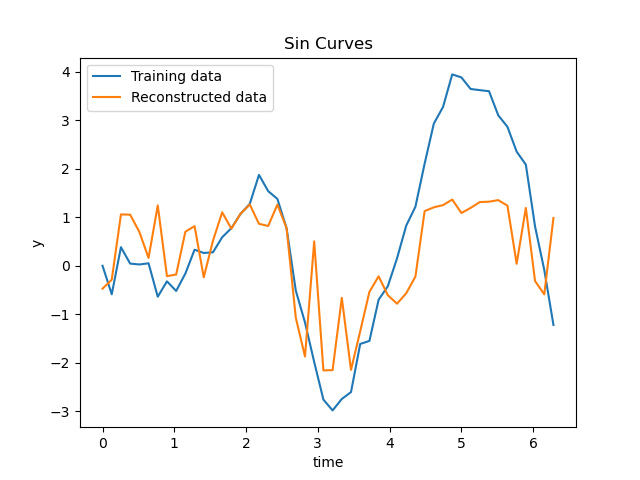 Sin Curves
Training data
Reconstructed data
y
4
3
2
1
0
−1
−2
−3
0 1 2 3 4 5 6
time